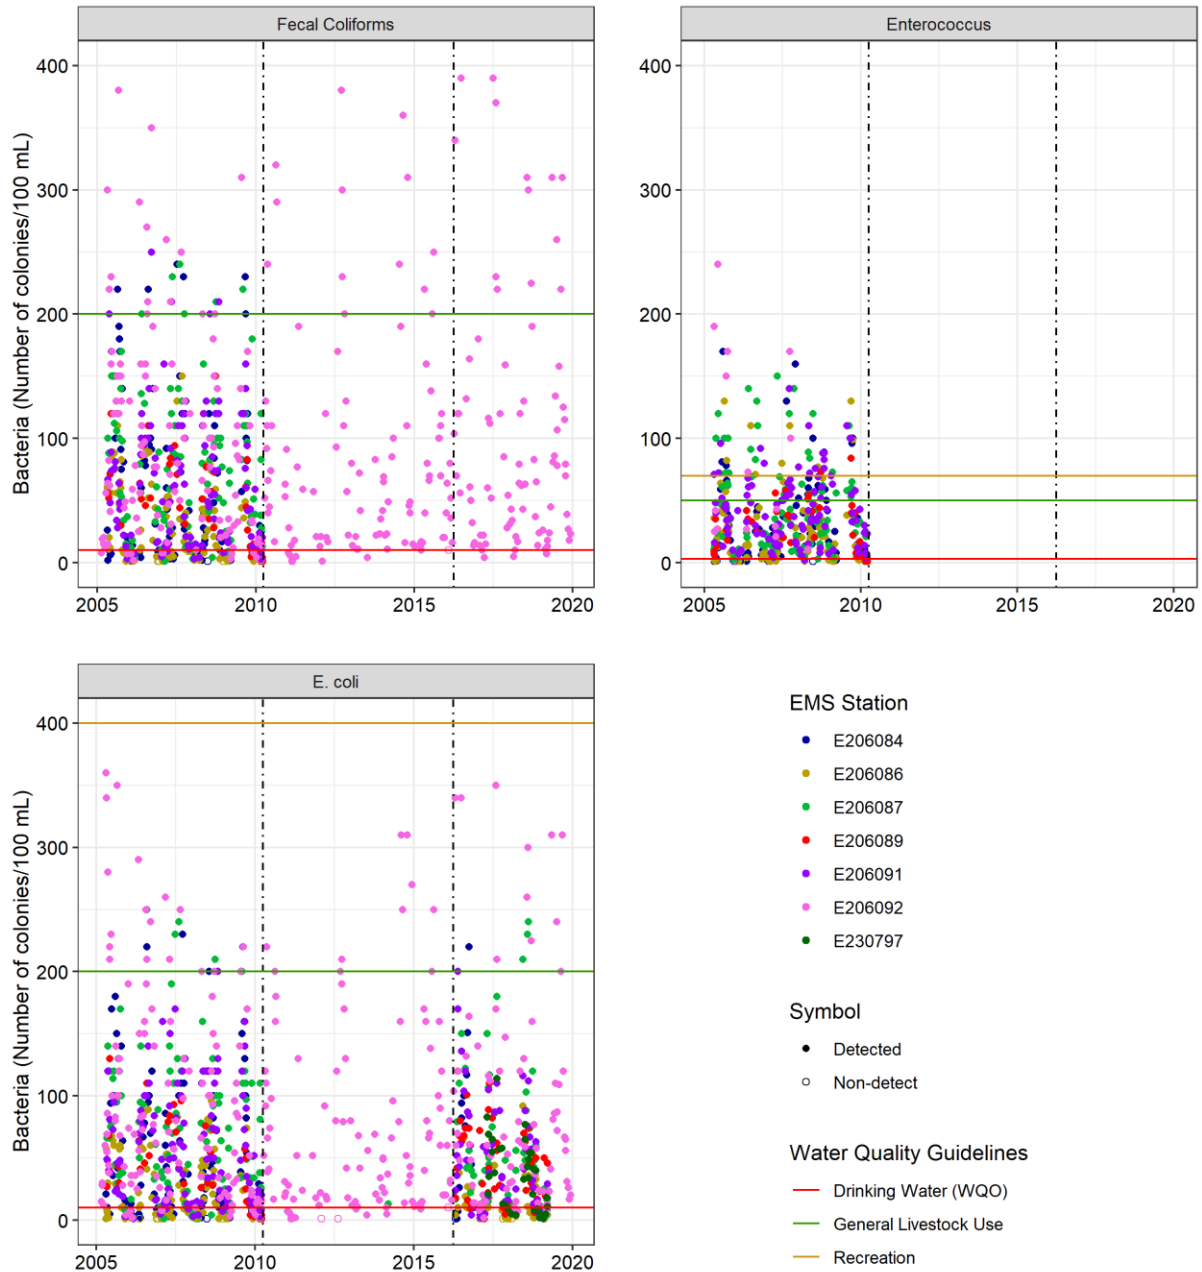 Fecal Coliforms
Enterococcus
Bacteria (Number of colonies/100 mL)
400
300
200
100
0
2005 2010 2015 2020
400
300
200
100
0
2005 2010 2015 2020
E. coli
Bacteria (Number of colonies/100 mL)
400
300
200
100
0
2005 2010 2015 2020
EMS Station
E206084
E206086
E206087
E206089
E206091
E206092
E230797
Symbol
Detected
Non-detect
Water Quality Guidelines
Drinking Water (WQO)
General Livestock Use
Recreation